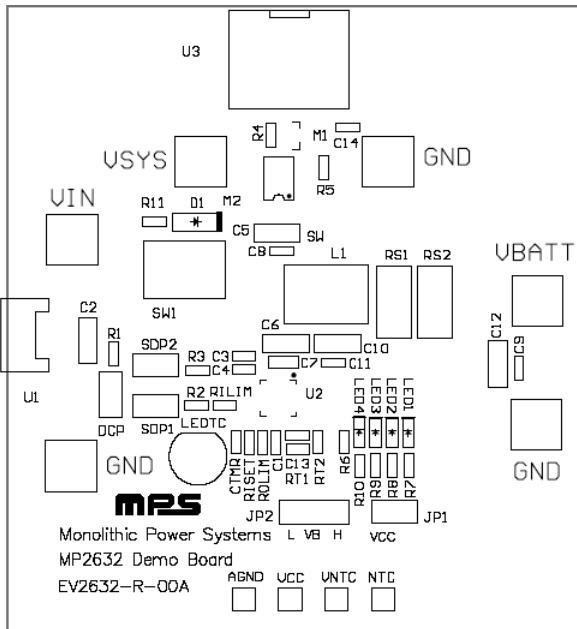 U3
R4
M1
C14
VSYS
R5
GND
VIN
R11
D1
M2
C5
SW
C8
L1
RS1
RS2
VBATT
SW1
C2
C6
C10
C12
R1
SDP2
C3
C7
C11
C9
R3
C4
U1
R2
RILIM
U2
LED4
LED3
LED2
LED1
DCP
SDP1
LEDTC
GND
GND
CTMR
RISET
ROLIM
C1
C13
RT1
RT2
R6
R10
R9
R8
R7
MPS
JP2
JP1
L VB H
VCC
Monolithic Power Systems
MP2632 Demo Board
EV2632-R-00A
AGND
VCC
VNTC
NTC